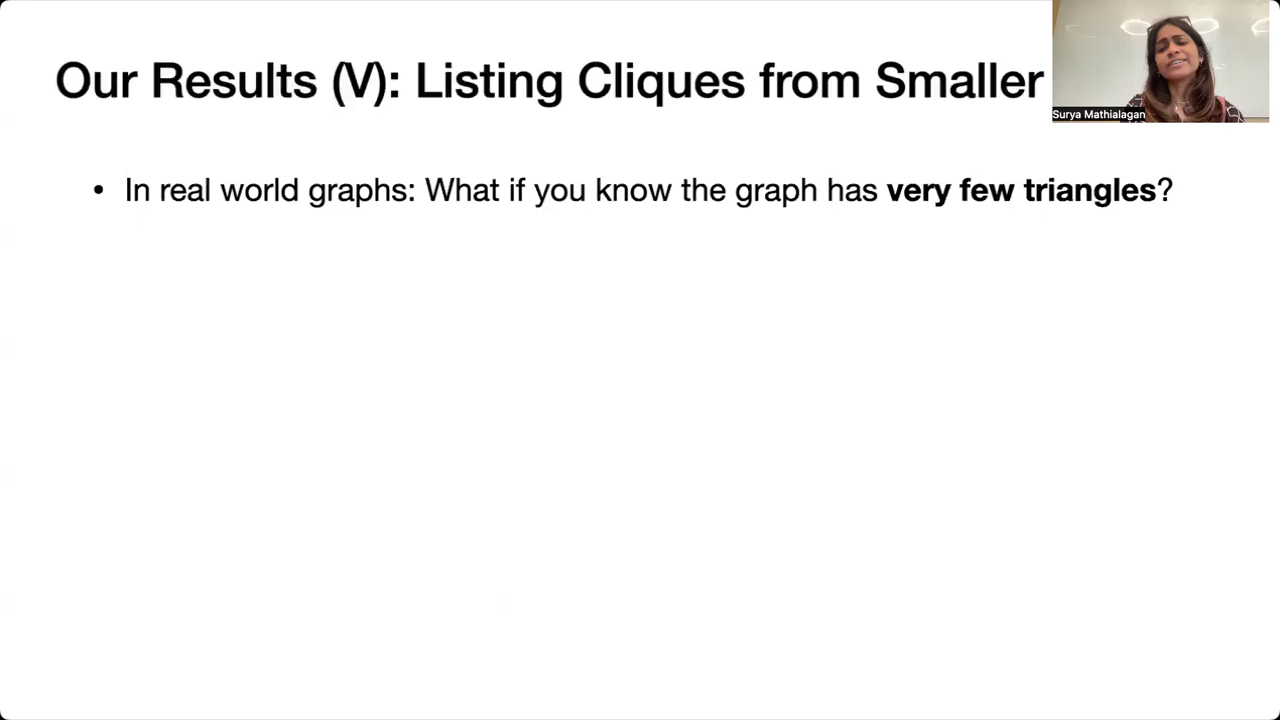 Our Results (V): Listing Cliques from Smaller
Surya Mathialagan
• In real world graphs: What if you know the graph has very few triangles?